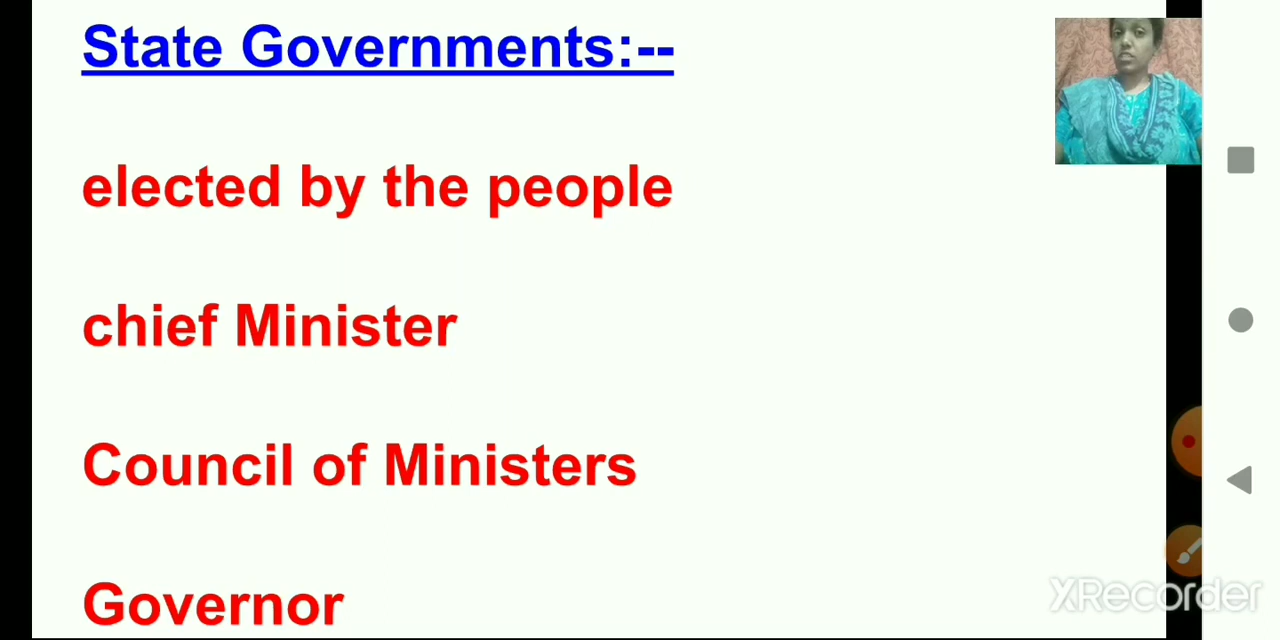 State Governments:--
elected by the people
chief Minister
Council of Ministers
Governor
XRecorder